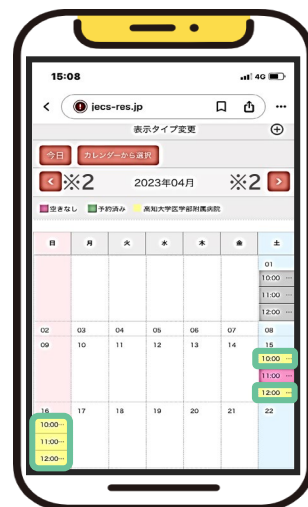 15:08
4G
jecs-res.jp
表示タイプ変更
今日 カレンダーから選択
※2 2023年04月 ※2
空きなし 予約済み 高知大学医学部附属病院
日 月 火 水 木 金 土
01
10:00 ...
11:00 ...
12:00 ...
02 03 04 05 06 07 08
09 10 11 12 13 14 15
10:00 ...
11:00 ...
12:00 ...
16 17 18 19 20 21 22
10:00...
11:00...
12:00...